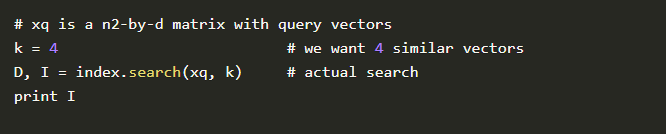 # xq is a n2-by-d matrix with query vectors
k = 4                          # we want 4 similar vectors
D, I = index.search(xq, k)     # actual search
print I